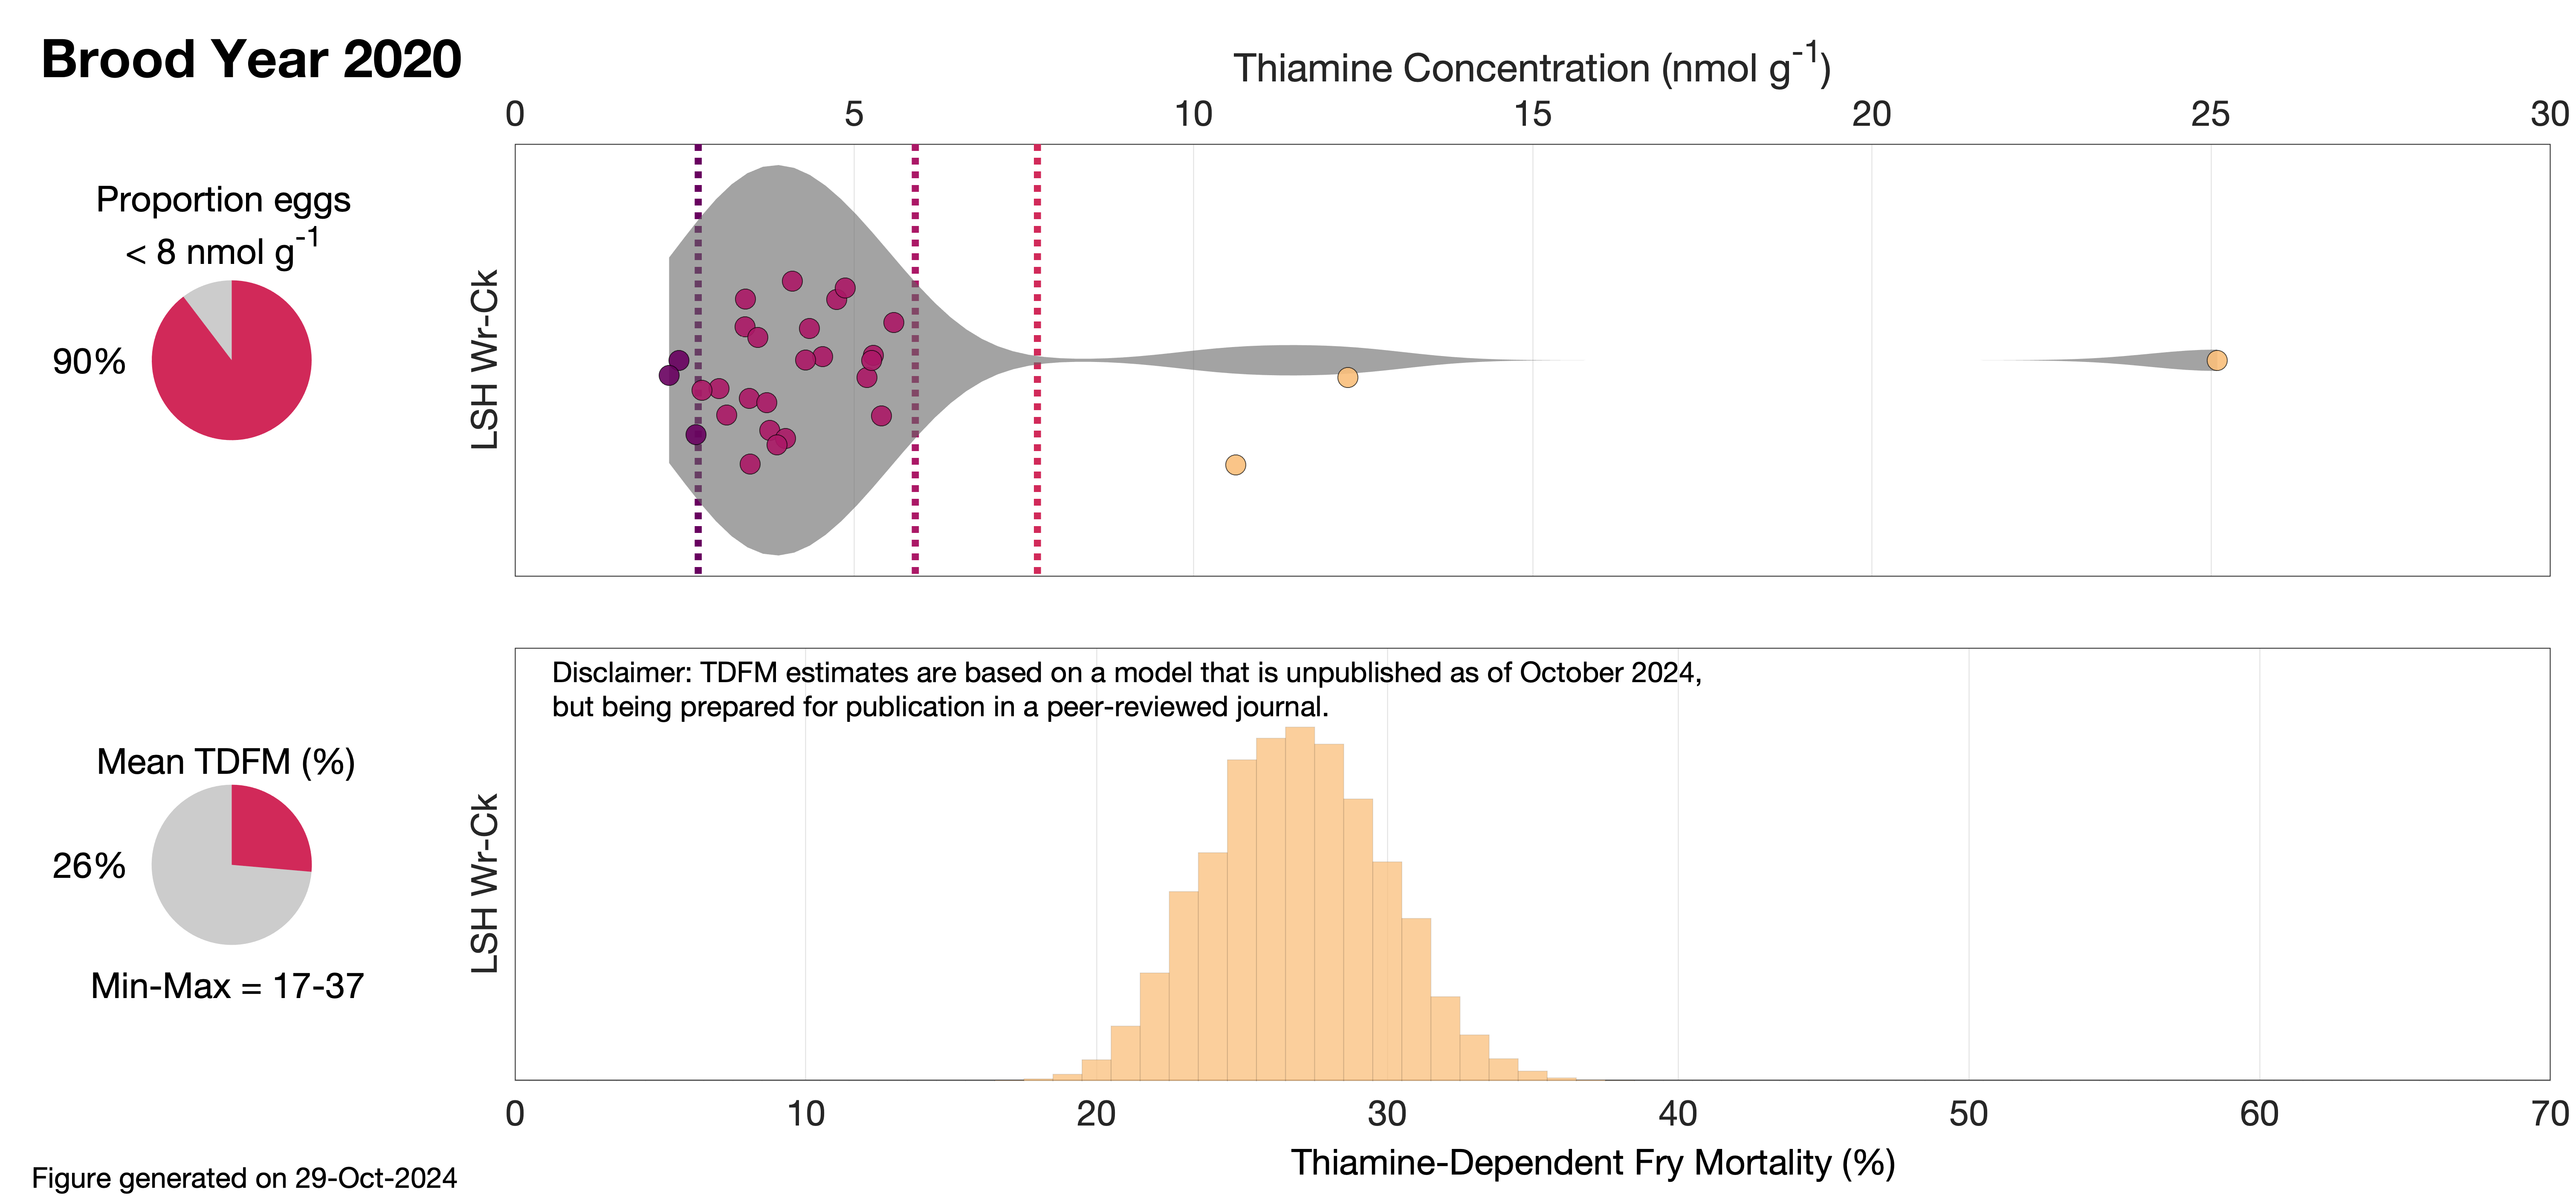 Brood Year 2020
Thiamine Concentration (nmol g⁻¹)
0 5 10 15 20 25 30
Proportion eggs
< 8 nmol g⁻¹
90%
LSH Wr-Ck
Disclaimer: TDFM estimates are based on a model that is unpublished as of October 2024,
but being prepared for publication in a peer-reviewed journal.
Mean TDFM (%)
26%
Min-Max = 17-37
LSH Wr-Ck
0 10 20 30 40 50 60 70
Thiamine-Dependent Fry Mortality (%)
Figure generated on 29-Oct-2024